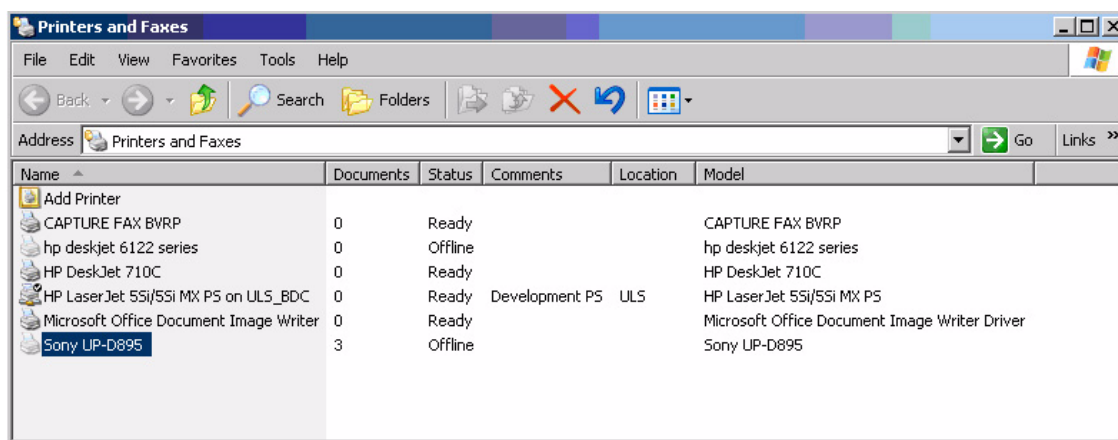 Printers and Faxes
File Edit View Favorites Tools Help
Back Search Folders
Address Printers and Faxes Go Links »
Name Documents Status Comments Location Model
Add Printer
CAPTURE FAX BVRP 0 Ready CAPTURE FAX BVRP
hp deskjet 6122 series 0 Offline hp deskjet 6122 series
HP DeskJet 710C 0 Ready HP DeskJet 710C
HP LaserJet 5Si/5Si MX PS on ULS_BDC 0 Ready Development PS ULS HP LaserJet 5Si/5Si MX PS
Microsoft Office Document Image Writer 0 Ready Microsoft Office Document Image Writer Driver
Sony UP-D895 3 Offline Sony UP-D895